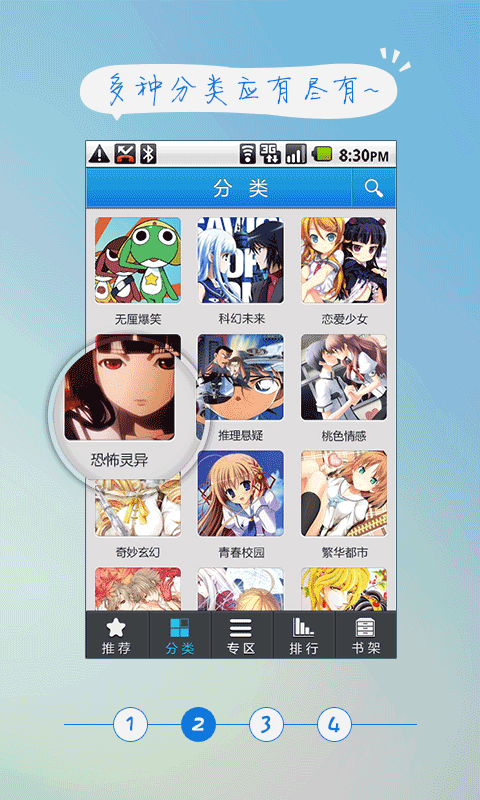 多种分类应有尽有~
3G
8:30PM
分 类
无厘爆笑
科幻未来
恋爱少女
恐怖灵异
推理悬疑
桃色情感
奇妙玄幻
青春校园
繁华都市
推荐
分类
专区
排行
书架
1
2
3
4